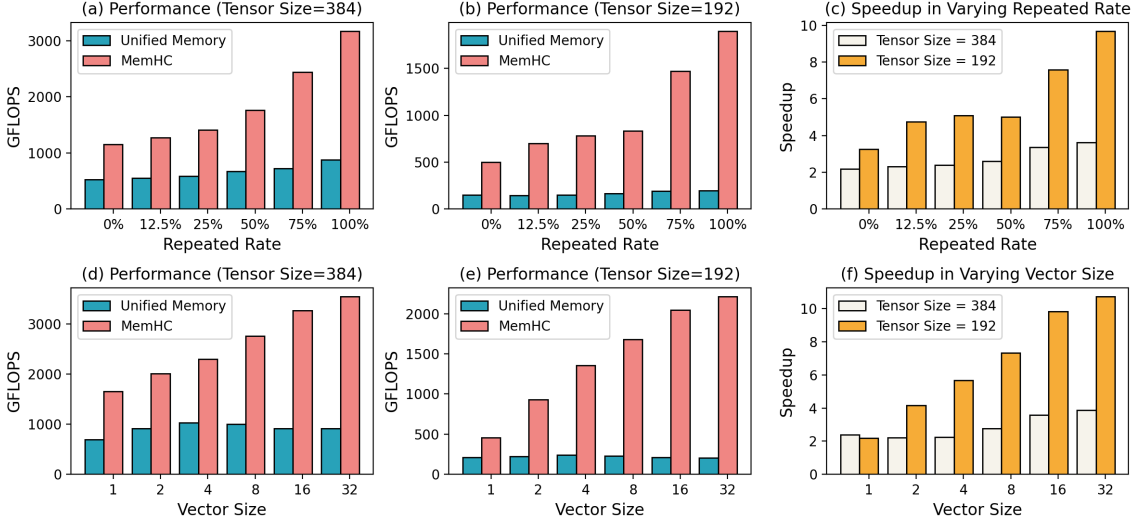 (a) Performance (Tensor Size=384)
GFLOPS
3000
2000
1000
0
Unified Memory
MemHC
0% 12.5% 25% 50% 75% 100%
Repeated Rate
(b) Performance (Tensor Size=192)
GFLOPS
1500
1000
500
0
Unified Memory
MemHC
0% 12.5% 25% 50% 75% 100%
Repeated Rate
(c) Speedup in Varying Repeated Rate
Speedup
10
8
6
4
2
0
Tensor Size = 384
Tensor Size = 192
0% 12.5% 25% 50% 75% 100%
Repeated Rate
(d) Performance (Tensor Size=384)
GFLOPS
3000
2000
1000
0
Unified Memory
MemHC
1 2 4 8 16 32
Vector Size
(e) Performance (Tensor Size=192)
GFLOPS
2000
1500
1000
500
0
Unified Memory
MemHC
1 2 4 8 16 32
Vector Size
(f) Speedup in Varying Vector Size
Speedup
10
8
6
4
2
0
Tensor Size = 384
Tensor Size = 192
1 2 4 8 16 32
Vector Size